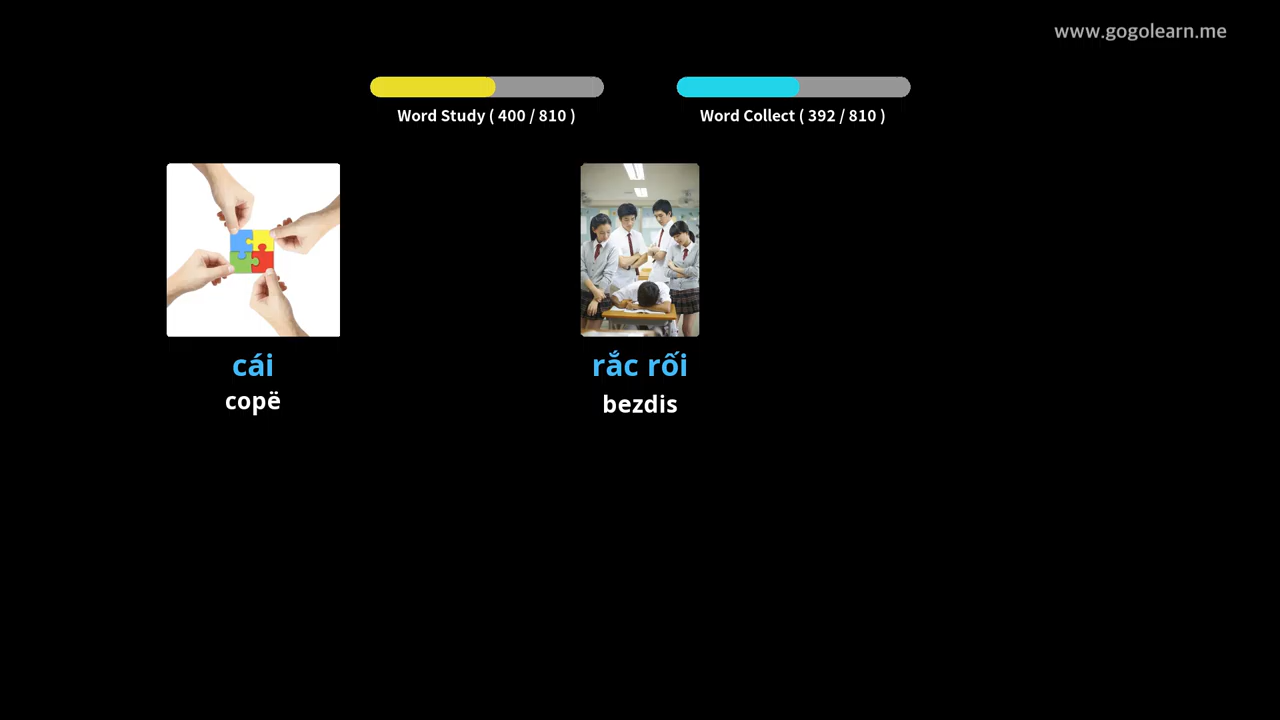 www.gogolearn.me
Word Study ( 400 / 810 )
Word Collect ( 392 / 810 )
cái
copë
rắc rối
bezdis